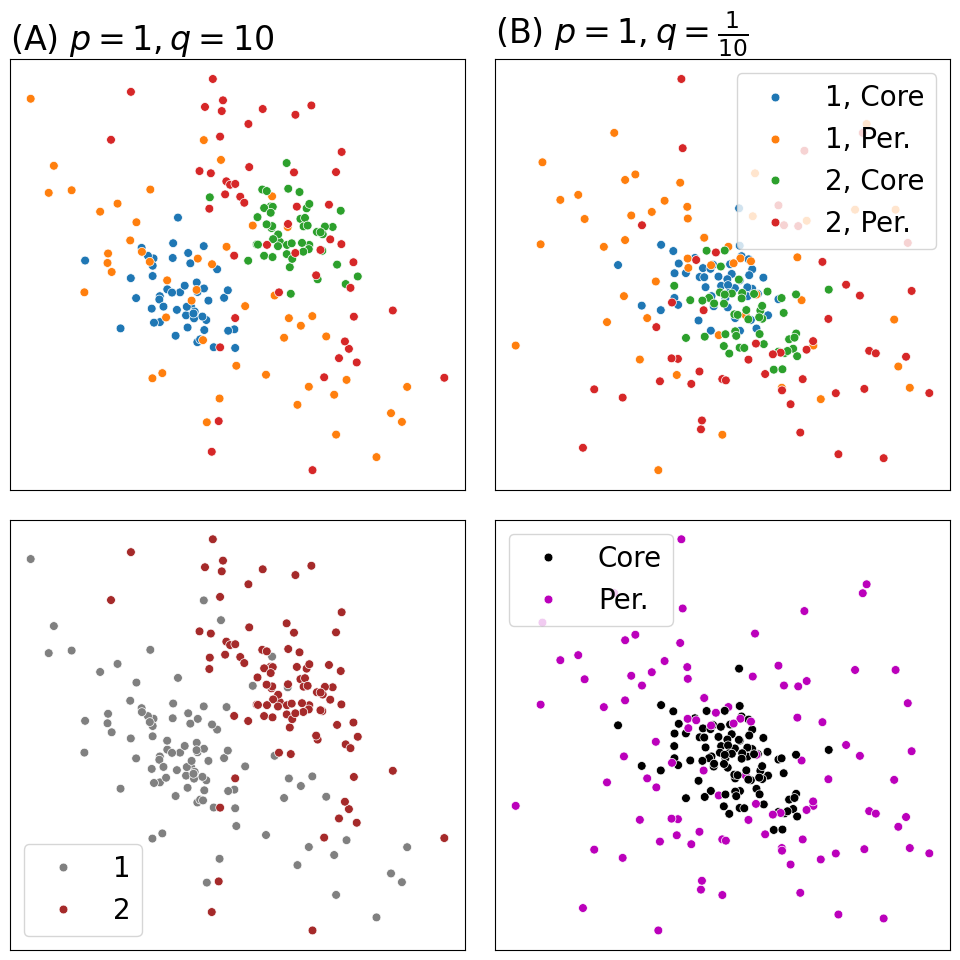 (A) p = 1, q = 10
(B) p = 1, q = 1/10
1, Core
1, Per.
2, Core
2, Per.
1
2
Core
Per.